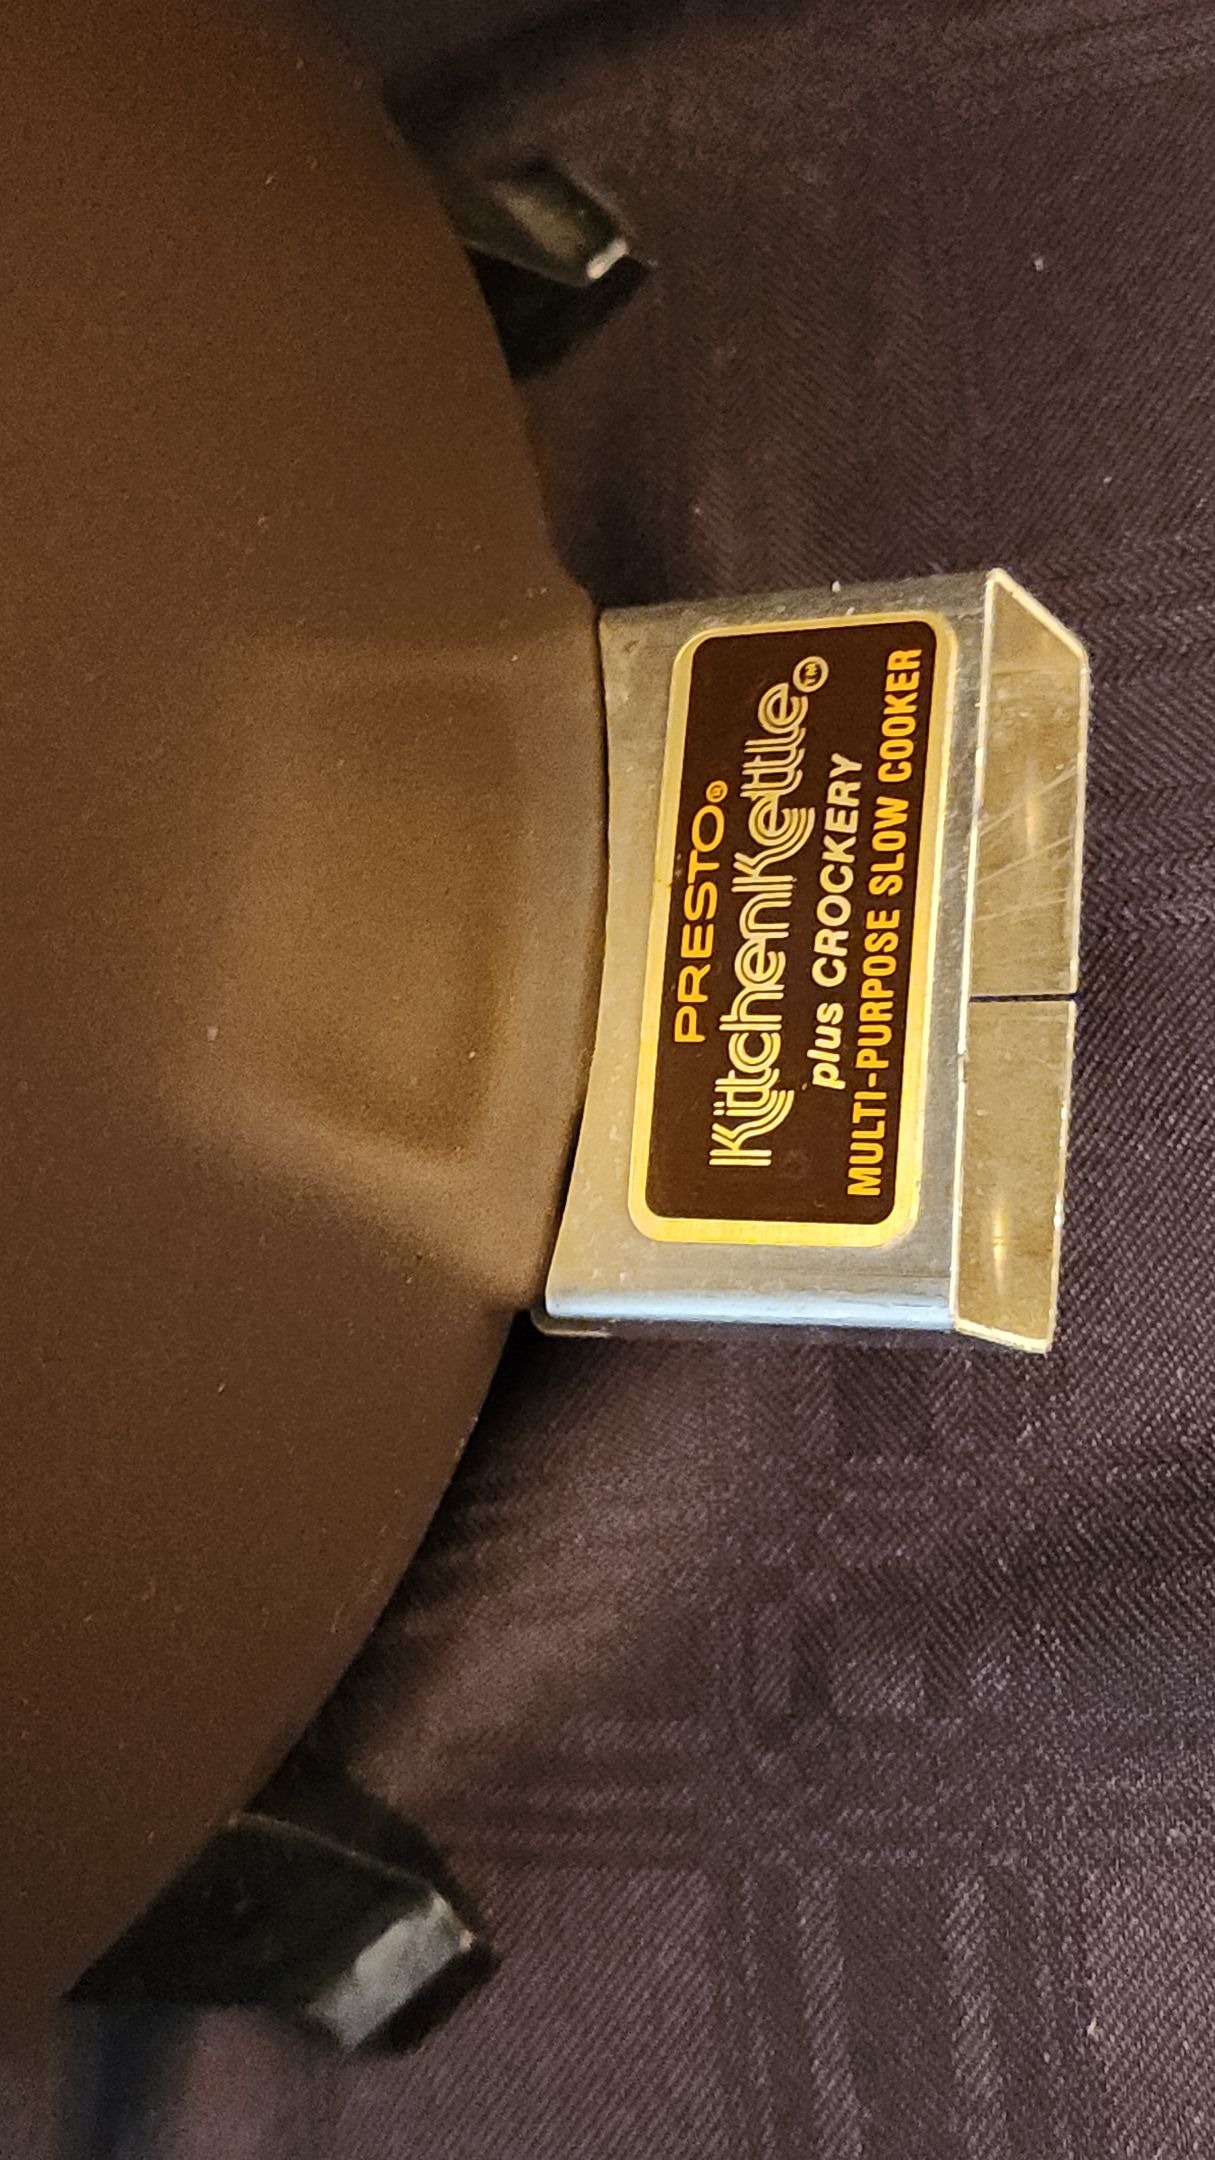 PRESTO®
KitchenKettle™
plus CROCKERY
MULTI-PURPOSE SLOW COOKER